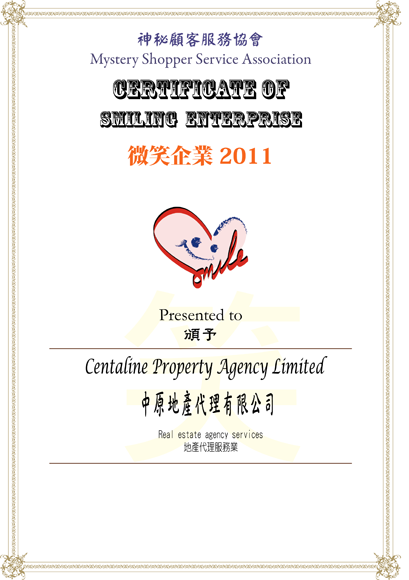 神秘顧客服務協會
Mystery Shopper Service Association
CERTIFICATE OF
SMILING ENTERPRISE
微笑企業 2011
Smile
笑
Presented to
頒予
Centaline Property Agency Limited
中原地產代理有限公司
Real estate agency services
地產代理服務業